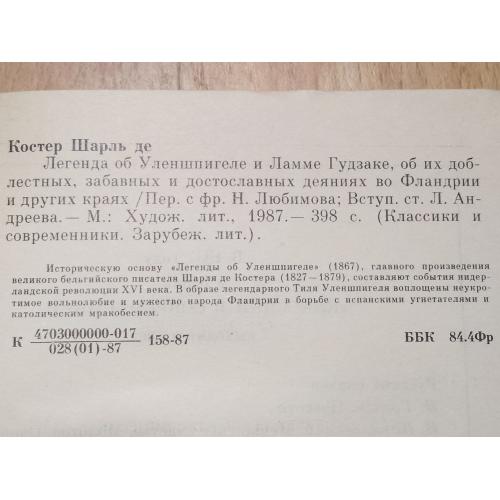 Костер Шарль де
Легенда об Уленшпигеле и Ламме Гудзаке, об их доб-
лестных, забавных и достославных деяниях во Фландрии
и других краях /Пер. с фр. Н. Любимова; Вступ. ст. Л. Ан-
дреева.— М.: Худож. лит., 1987.— 398 с. (Классики и
современники. Зарубеж. лит.).
Историческую основу «Легенды об Уленшпигеле» (1867), главного произведения
великого бельгийского писателя Шарля де Костера (1827—1879), составляют события нидер-
ландской революции XVI века. В образе легендарного Тиля Уленшпигеля воплощены неукро-
тимое вольнолюбие и мужество народа Фландрии в борьбе с испанскими угнетателями и
католическим мракобесием.
К 4703000000-017 158-87 ББК 84.4Фр
028(01)-87